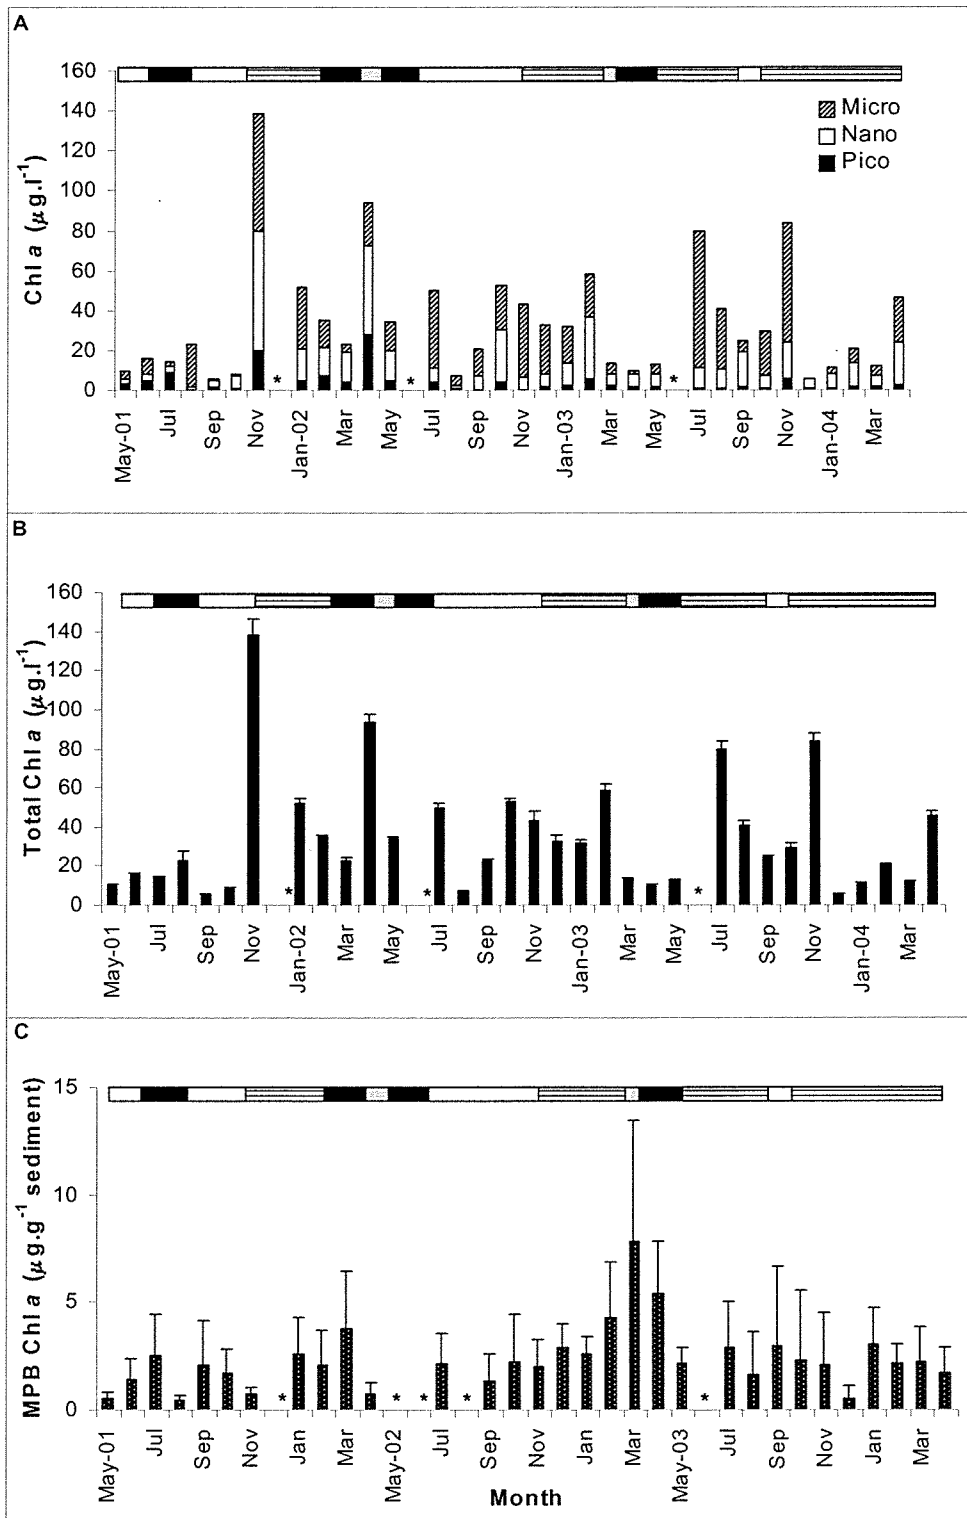 A
160
140
120
100
80
60
40
20
0
Chl a (μg.l⁻¹)
Micro
Nano
Pico
*
*
*
May-01
Jul
Sep
Nov
Jan-02
Mar
May
Jul
Sep
Nov
Jan-03
Mar
May
Jul
Sep
Nov
Jan-04
Mar
B
160
140
120
100
80
60
40
20
0
Total Chl a (μg.l⁻¹)
*
*
*
May-01
Jul
Sep
Nov
Jan-02
Mar
May
Jul
Sep
Nov
Jan-03
Mar
May
Jul
Sep
Nov
Jan-04
Mar
C
15
10
5
0
MPB Chl a (μg.g⁻¹ sediment)
*
*
*
*
*
May-01
Jul
Sep
Nov
Jan
Mar
May-02
Jul
Sep
Nov
Jan
Mar
May-03
Jul
Sep
Nov
Jan
Mar
Month